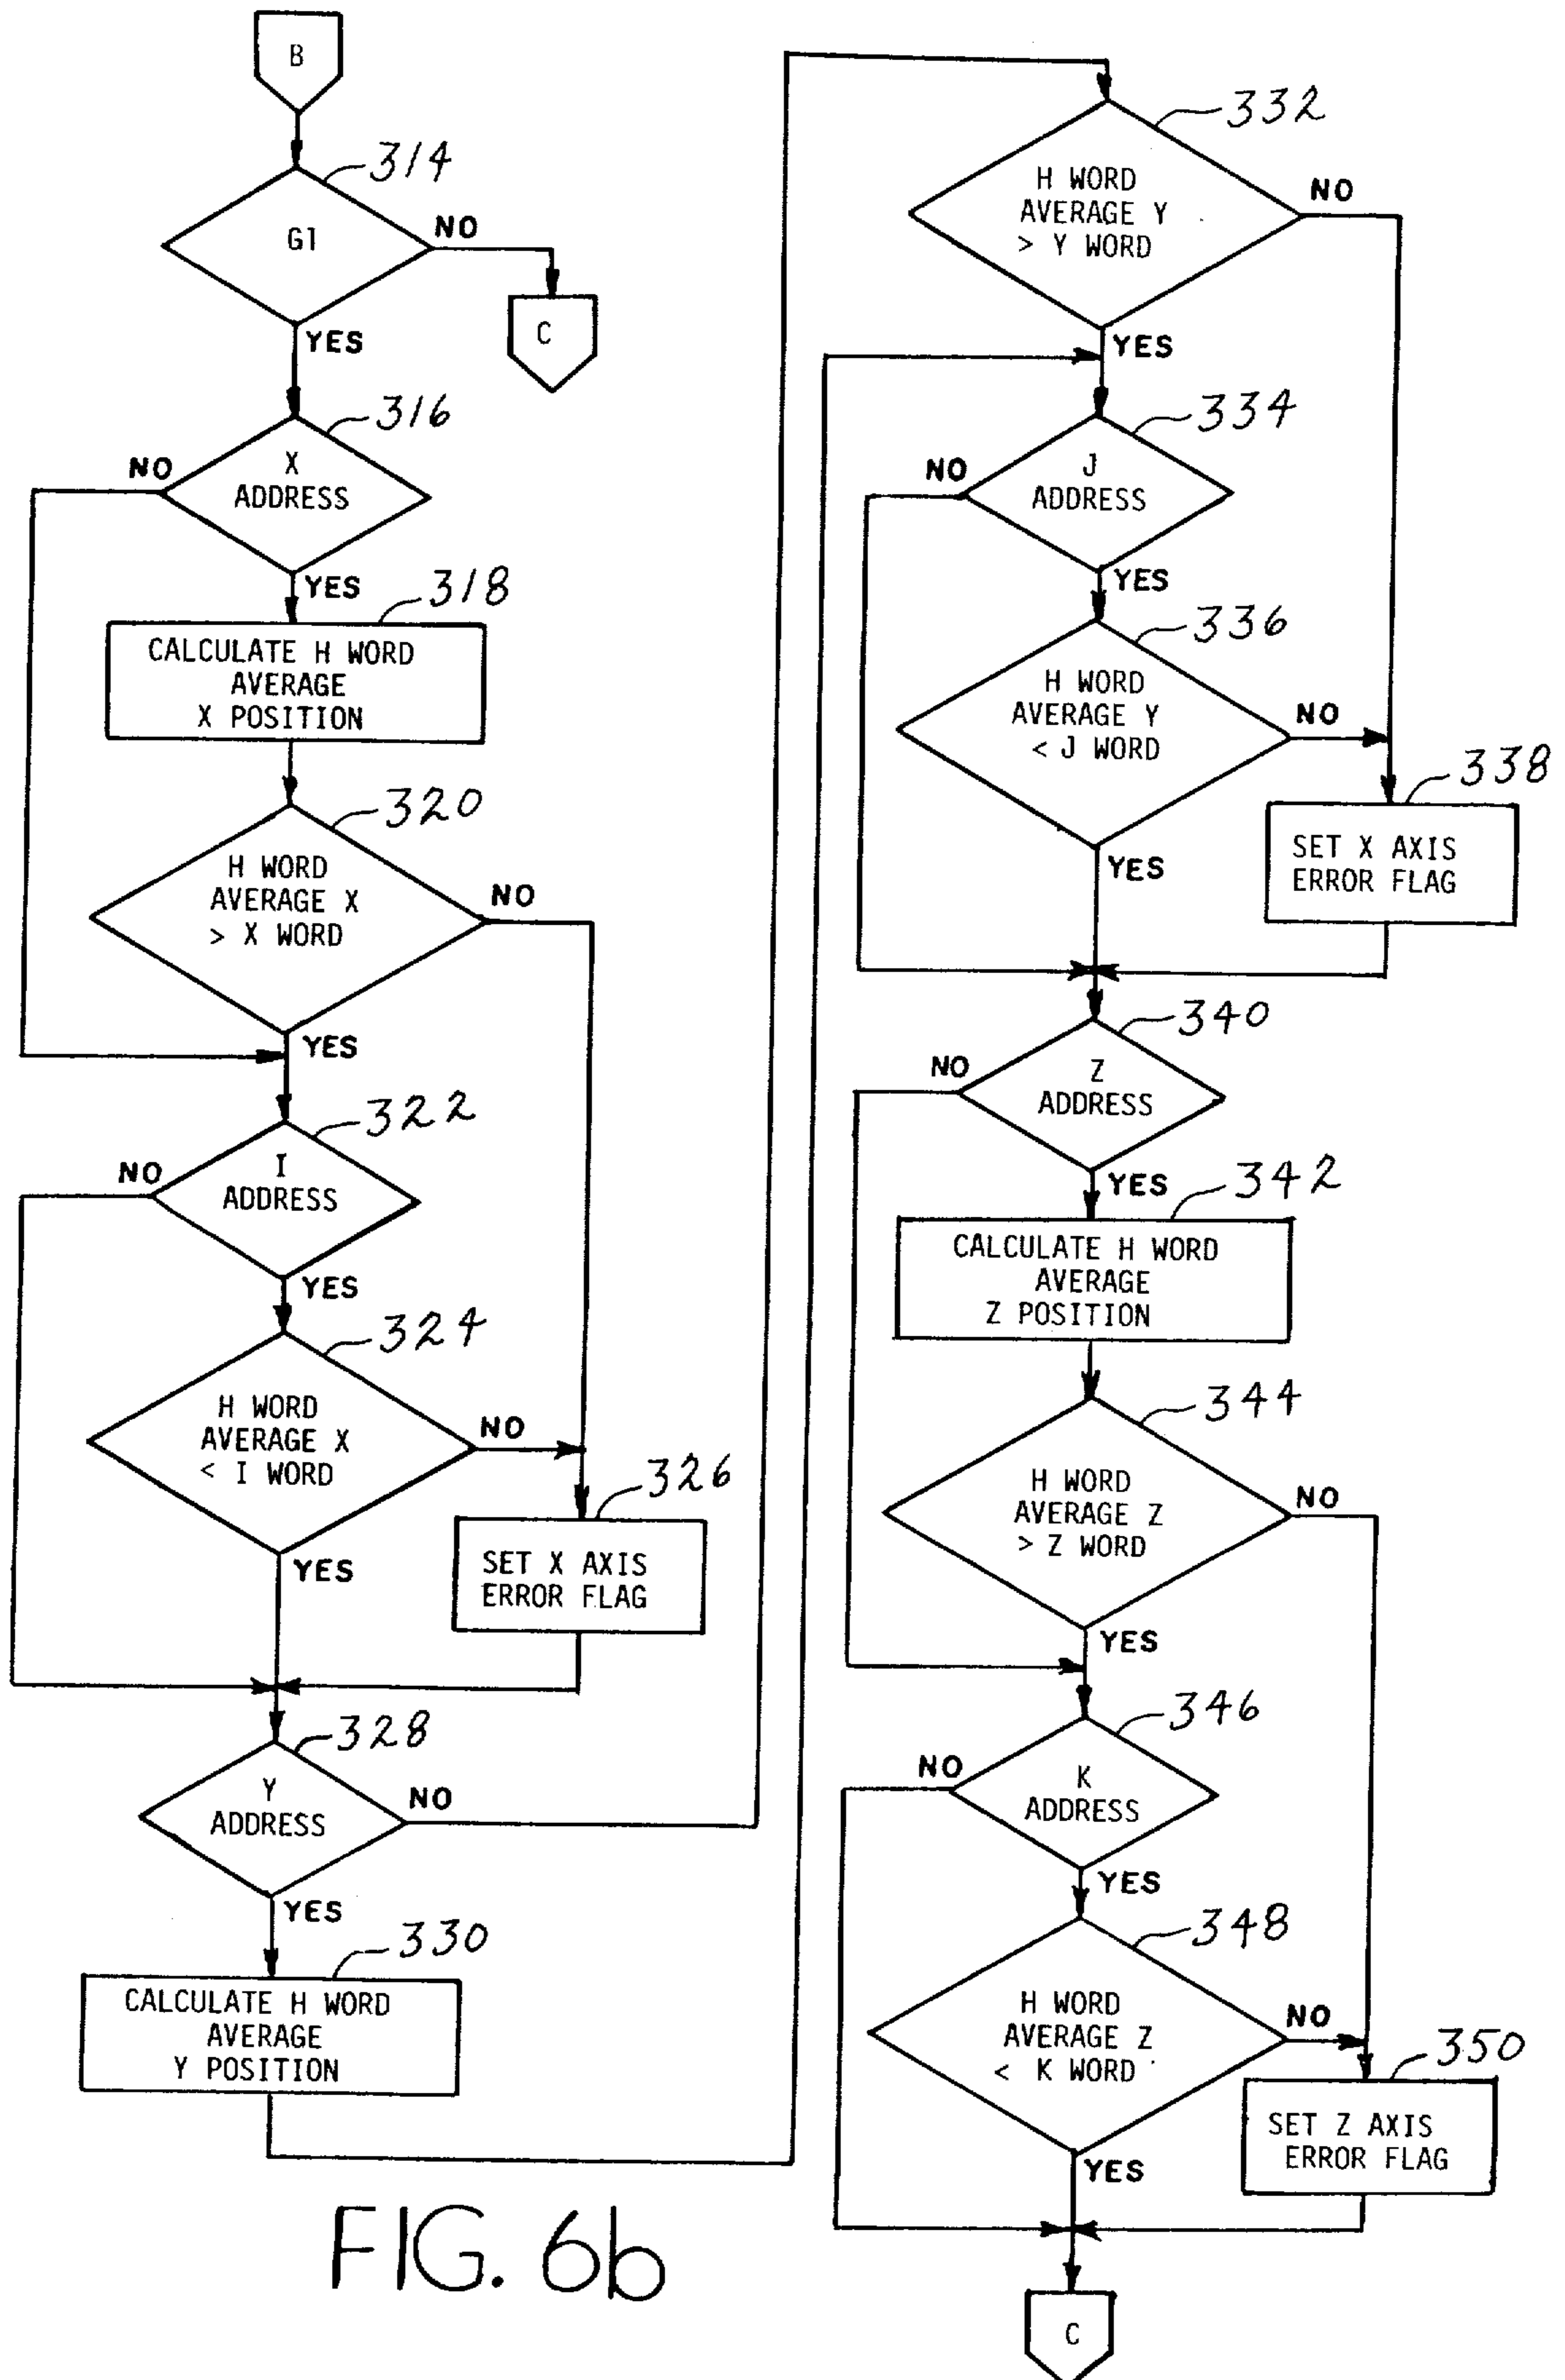 B
314
G1
NO
C
YES
316
NO
X
ADDRESS
YES
318
CALCULATE H WORD
AVERAGE
X POSITION
320
H WORD
AVERAGE X
> X WORD
NO
YES
322
NO
I
ADDRESS
YES
324
H WORD
AVERAGE X
< I WORD
NO
YES
326
SET X AXIS
ERROR FLAG
328
Y
ADDRESS
NO
YES
330
CALCULATE H WORD
AVERAGE
Y POSITION
332
H WORD
AVERAGE Y
> Y WORD
NO
YES
334
NO
J
ADDRESS
YES
336
H WORD
AVERAGE Y
< J WORD
NO
YES
338
SET X AXIS
ERROR FLAG
340
NO
Z
ADDRESS
YES
342
CALCULATE H WORD
AVERAGE
Z POSITION
344
H WORD
AVERAGE Z
> Z WORD
NO
YES
346
NO
K
ADDRESS
YES
348
H WORD
AVERAGE Z
< K WORD
NO
YES
350
SET Z AXIS
ERROR FLAG
C
FIG. 6b